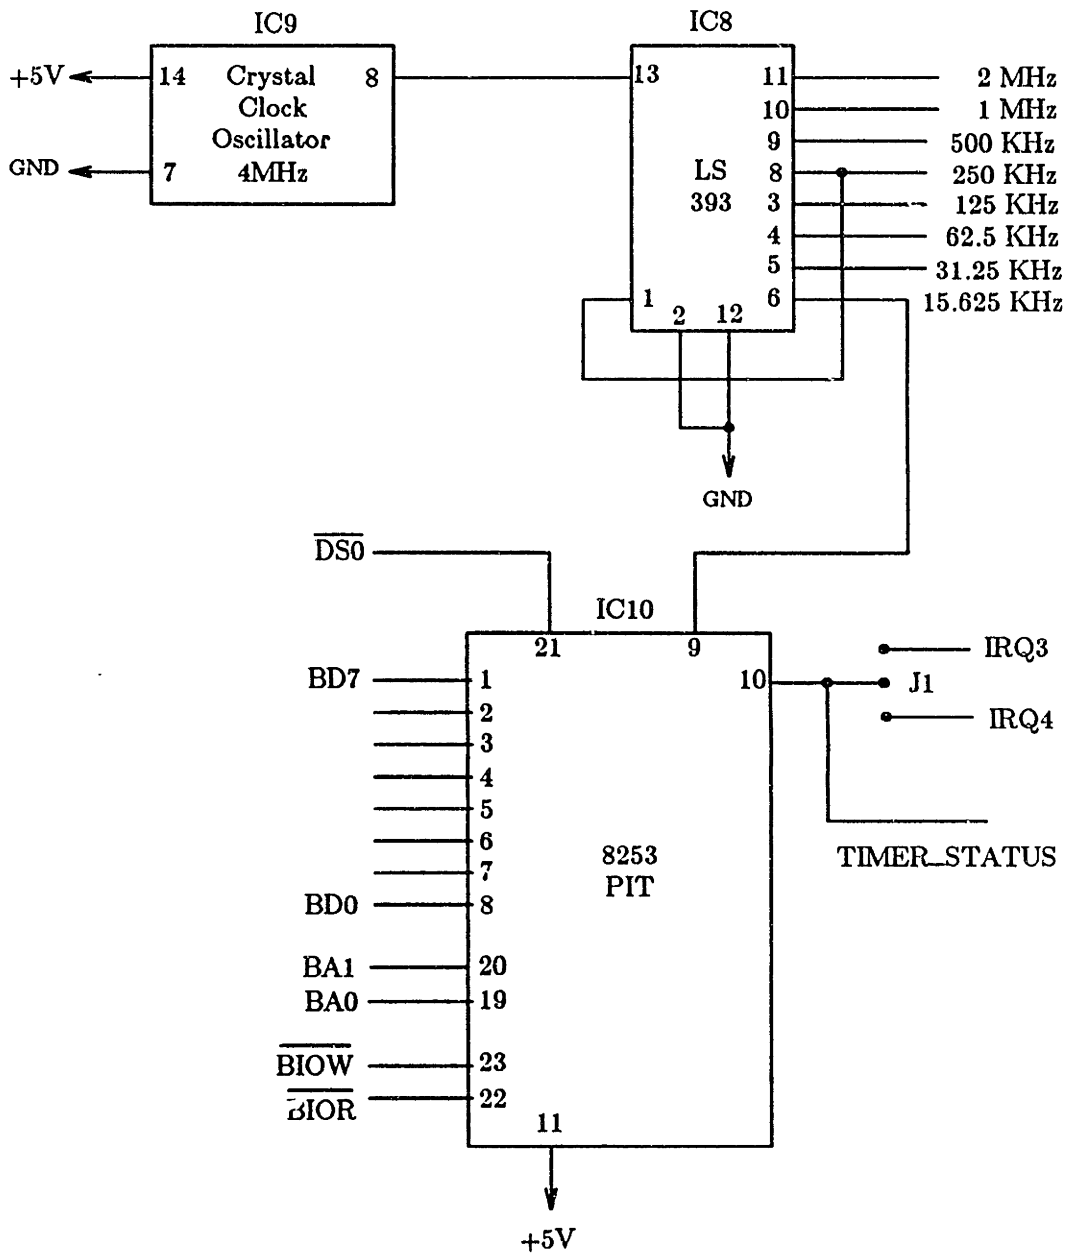 IC9
IC8
+5V
14
Crystal
Clock
Oscillator
4MHz
8
GND
7
13
11
2 MHz
10
1 MHz
9
500 KHz
LS
393
8
250 KHz
3
125 KHz
4
62.5 KHz
5
31.25 KHz
1
2
12
6
15.625 KHz
GND
DS0
IC10
21
9
BD7
1
10
J1
IRQ3
IRQ4
2
3
4
5
6
7
8253
PIT
TIMER_STATUS
BD0
8
BA1
20
BA0
19
BIOW
23
BIOR
22
11
+5V